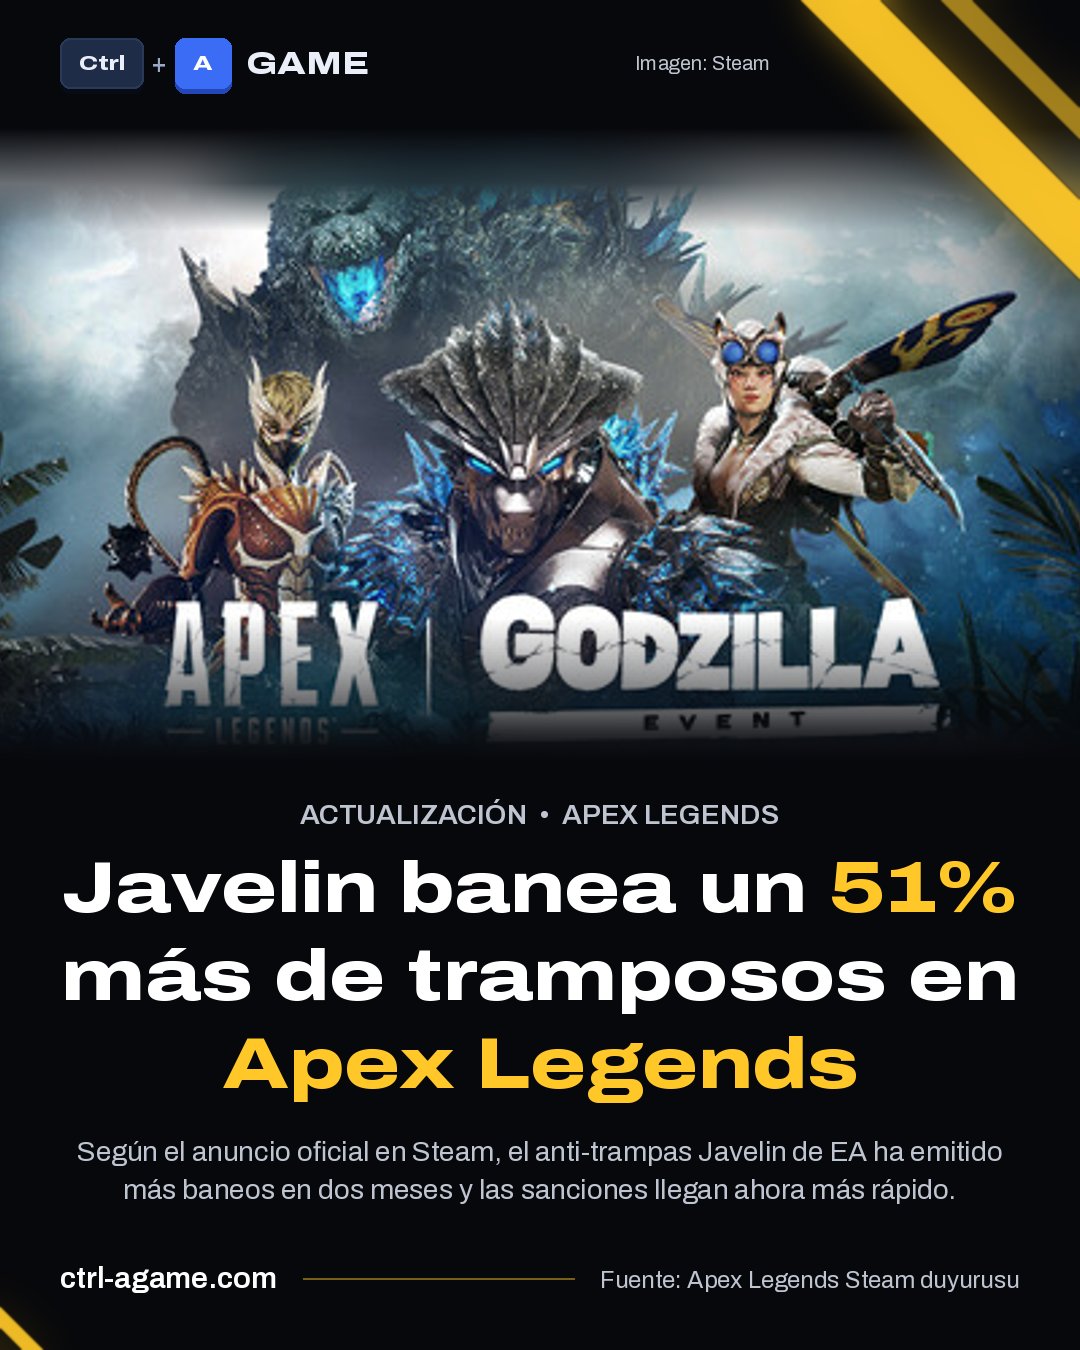 Ctrl + A GAME
Imagen: Steam
APEX
LEGENDS
GODZILLA
EVENT
ACTUALIZACIÓN • APEX LEGENDS
Javelin banea un 51%
más de tramposos en
Apex Legends
Según el anuncio oficial en Steam, el anti-trampas Javelin de EA ha emitido
más baneos en dos meses y las sanciones llegan ahora más rápido.
ctrl-agame.com
Fuente: Apex Legends Steam duyurusu